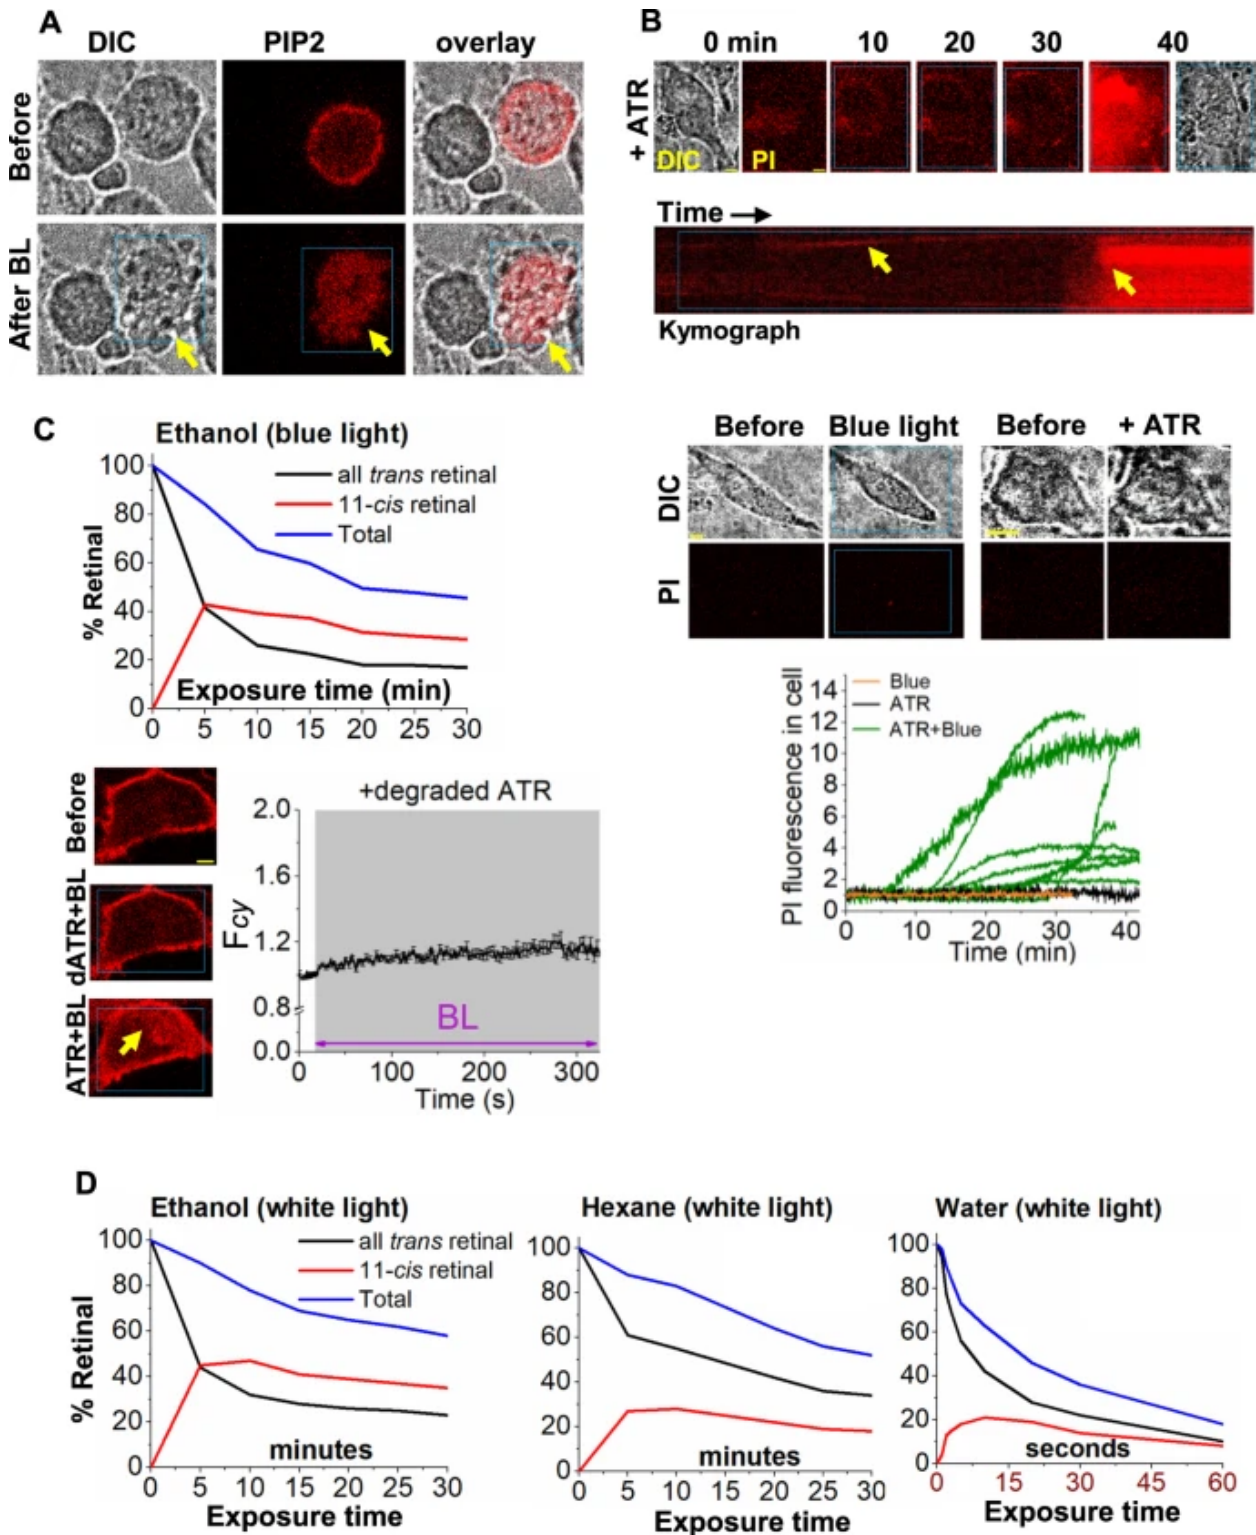 A
DIC PIP2 overlay
Before
After BL
B
0 min 10 20 30 40
+ ATR
DIC PI
Time →
Kymograph
Before Blue light Before + ATR
DIC
PI
PI fluorescence in cell
14
12
10
8
6
4
2
1
0
Blue
ATR
ATR+Blue
0 10 20 30 40
Time (min)
C
Ethanol (blue light)
% Retinal
100
80
60
40
20
0
all trans retinal
11-cis retinal
Total
Exposure time (min)
0 5 10 15 20 25 30
Before
dATR+BL
ATR+BL
+degraded ATR
Fcy
2.0
1.6
1.2
0.8
0.0
BL
0 100 200 300
Time (s)
D
Ethanol (white light)
% Retinal
100
80
60
40
20
0
all trans retinal
11-cis retinal
Total
minutes
0 5 10 15 20 25 30
Exposure time
Hexane (white light)
100
80
60
40
20
0
minutes
0 5 10 15 20 25 30
Exposure time
Water (white light)
100
80
60
40
20
0
seconds
0 15 30 45 60
Exposure time